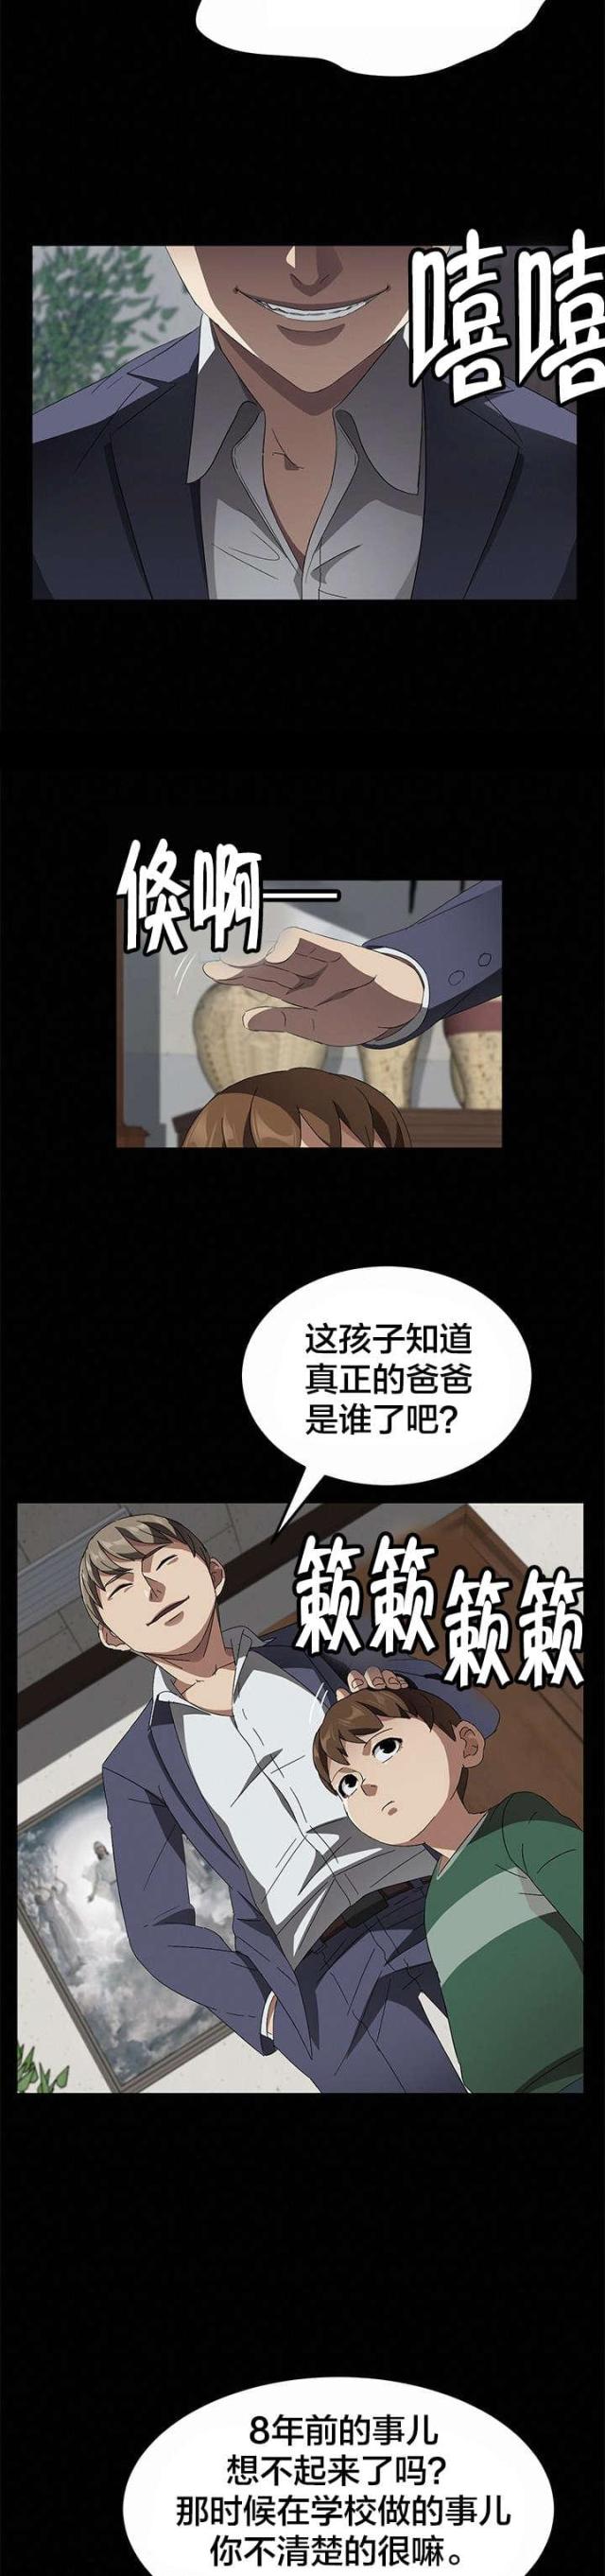 嘻嘻
倏啊一
这孩子知道
真正的爸爸
是谁了吧?
簌簌簌簌
8年前的事儿
想不起来了吗?
那时候在学校做的事儿
你不清楚的很嘛。